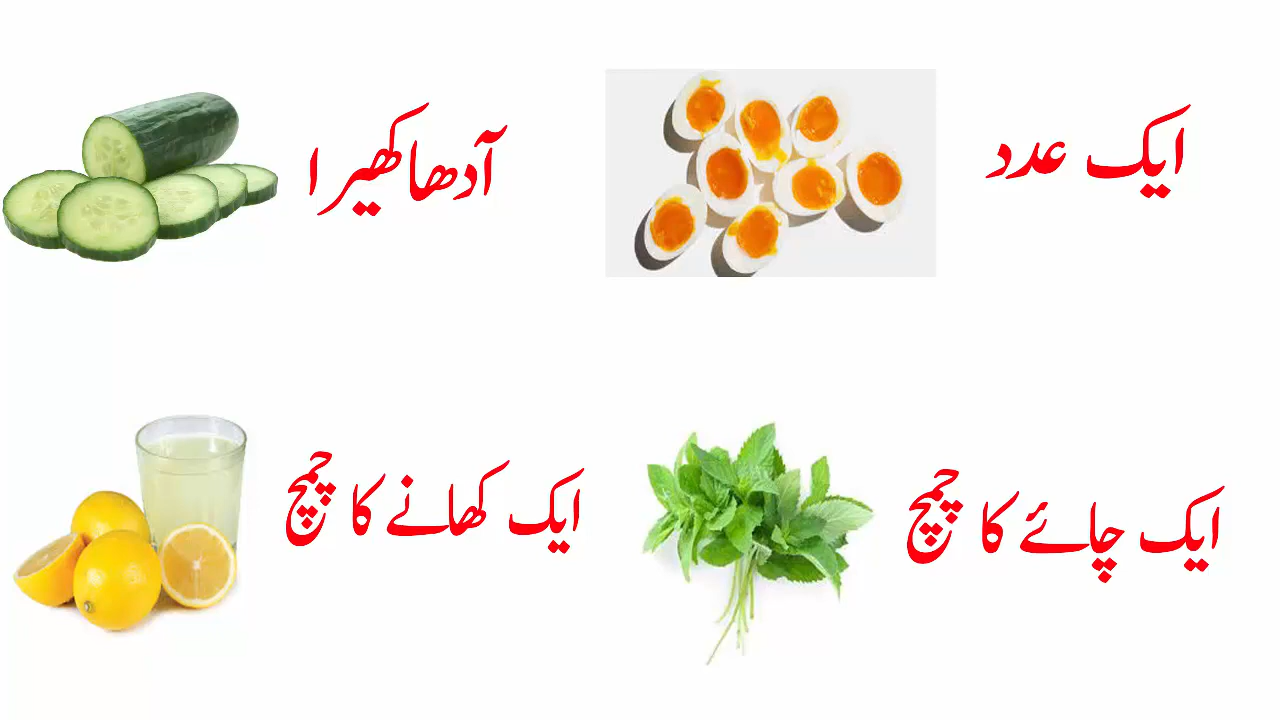 ایک عدد
آدھا کھیرا
ایک چائے کا چمچ
ایک کھانے کا چمچ